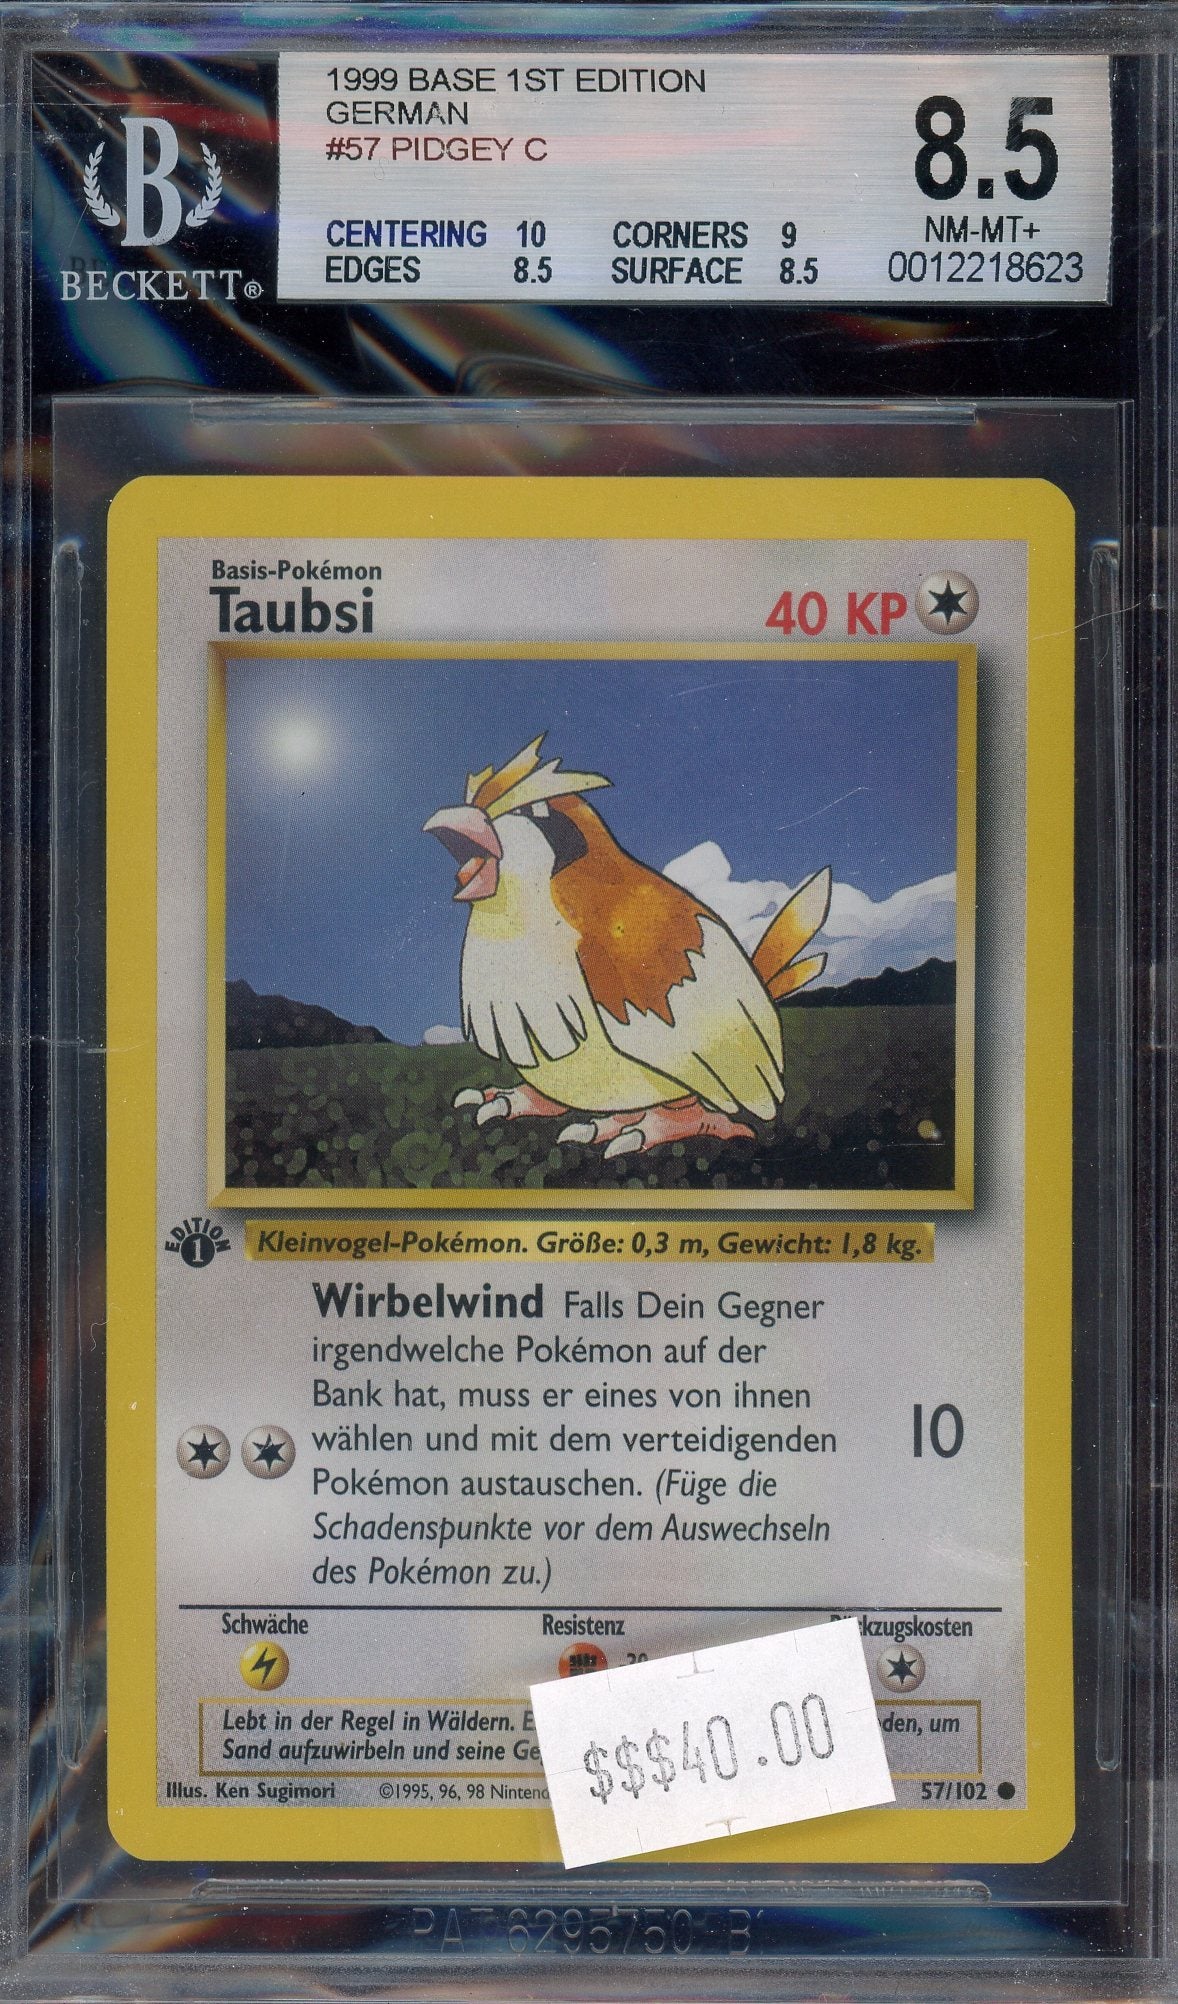 1999 BASE 1ST EDITION
GERMAN
#57 PIDGEY C
8.5
CENTERING 10 CORNERS 9
NM-MT+
EDGES 8.5 SURFACE 8.5
0012218623
B
BECKETT®
Basis-Pokémon
Taubsi
40 KP
EDITION
1
Kleinvogel-Pokémon. Größe: 0,3 m, Gewicht: 1,8 kg.
Wirbelwind Falls Dein Gegner
irgendwelche Pokémon auf der
Bank hat, muss er eines von ihnen
wählen und mit dem verteidigenden
Pokémon austauschen. (Füge die
Schadenspunkte vor dem Auswechseln
des Pokémon zu.)
10
Schwäche Resistenz
Lebt in der Regel in Wäldern. den, um
Sand aufzuwirbeln und seine
$$$40.00
Illus. Ken Sugimori ©1995, 96, 98 57/102